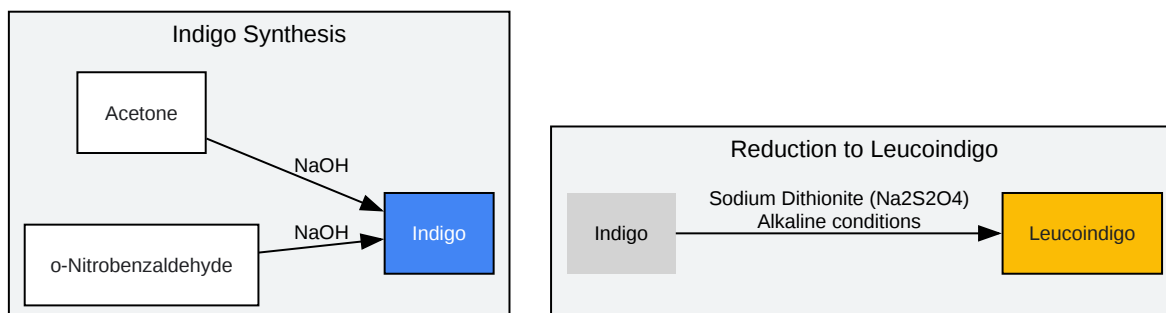 Indigo Synthesis
Acetone
NaOH
o-Nitrobenzaldehyde
NaOH
Indigo
Reduction to Leucoindigo
Indigo
Sodium Dithionite (Na2S2O4)
Alkaline conditions
Leucoindigo